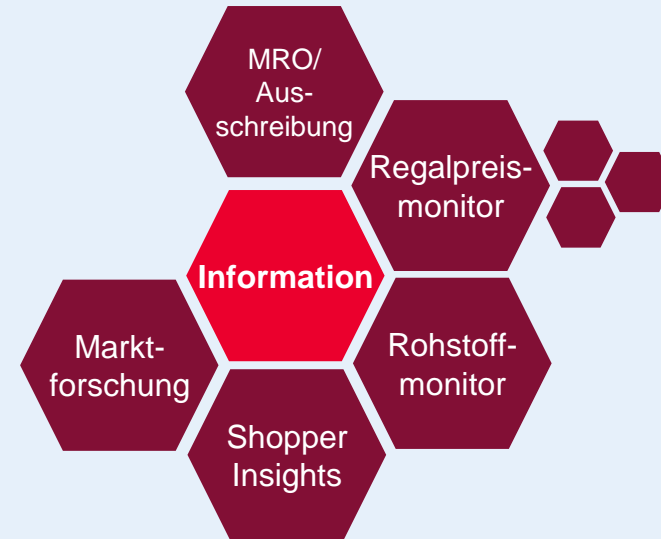 MRO/
Aus-
schreibung
Regalpreis-
monitor
Information
Markt-
forschung
Rohstoff-
monitor
Shopper
Insights